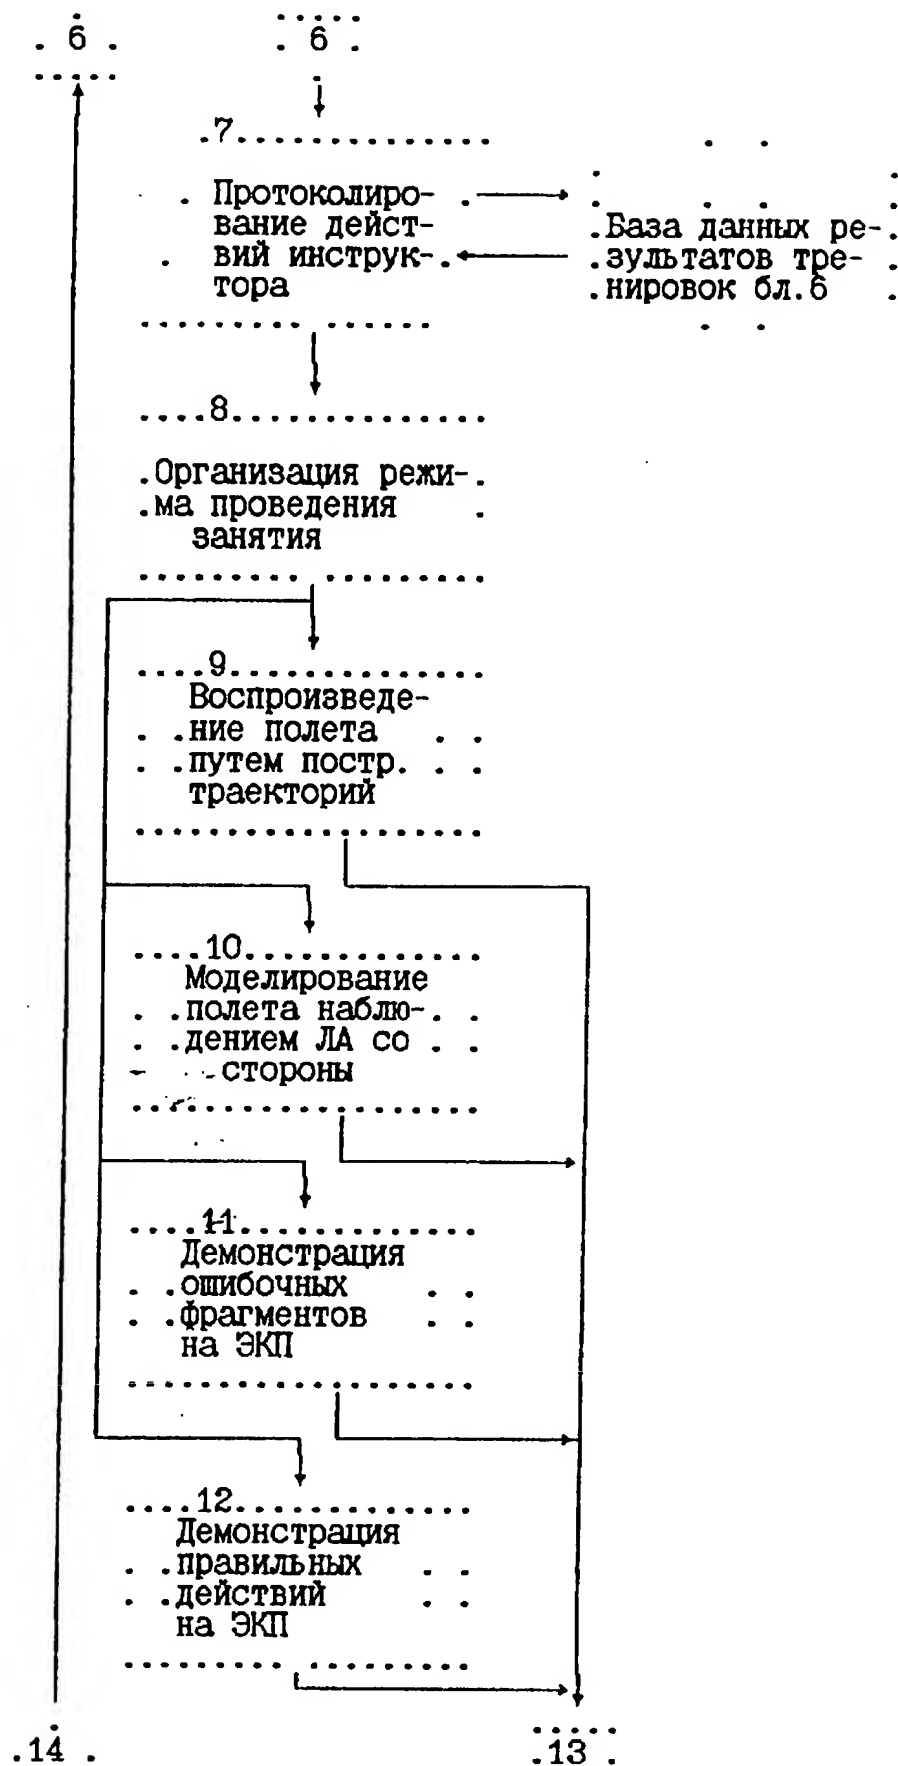 6
6
7
Протоколиро-
вание дейст-
вий инструк-
тора
База данных ре-
зультатов тре-
нировок бл.6
8
Организация режи-
ма проведения
занятия
9
Воспроизведе-
ние полета
путем постр.
траекторий
10
Моделирование
полета наблю-
дением ЛА со
стороны
11
Демонстрация
ошибочных
фрагментов
на ЭКП
12
Демонстрация
правильных
действий
на ЭКП
14
13